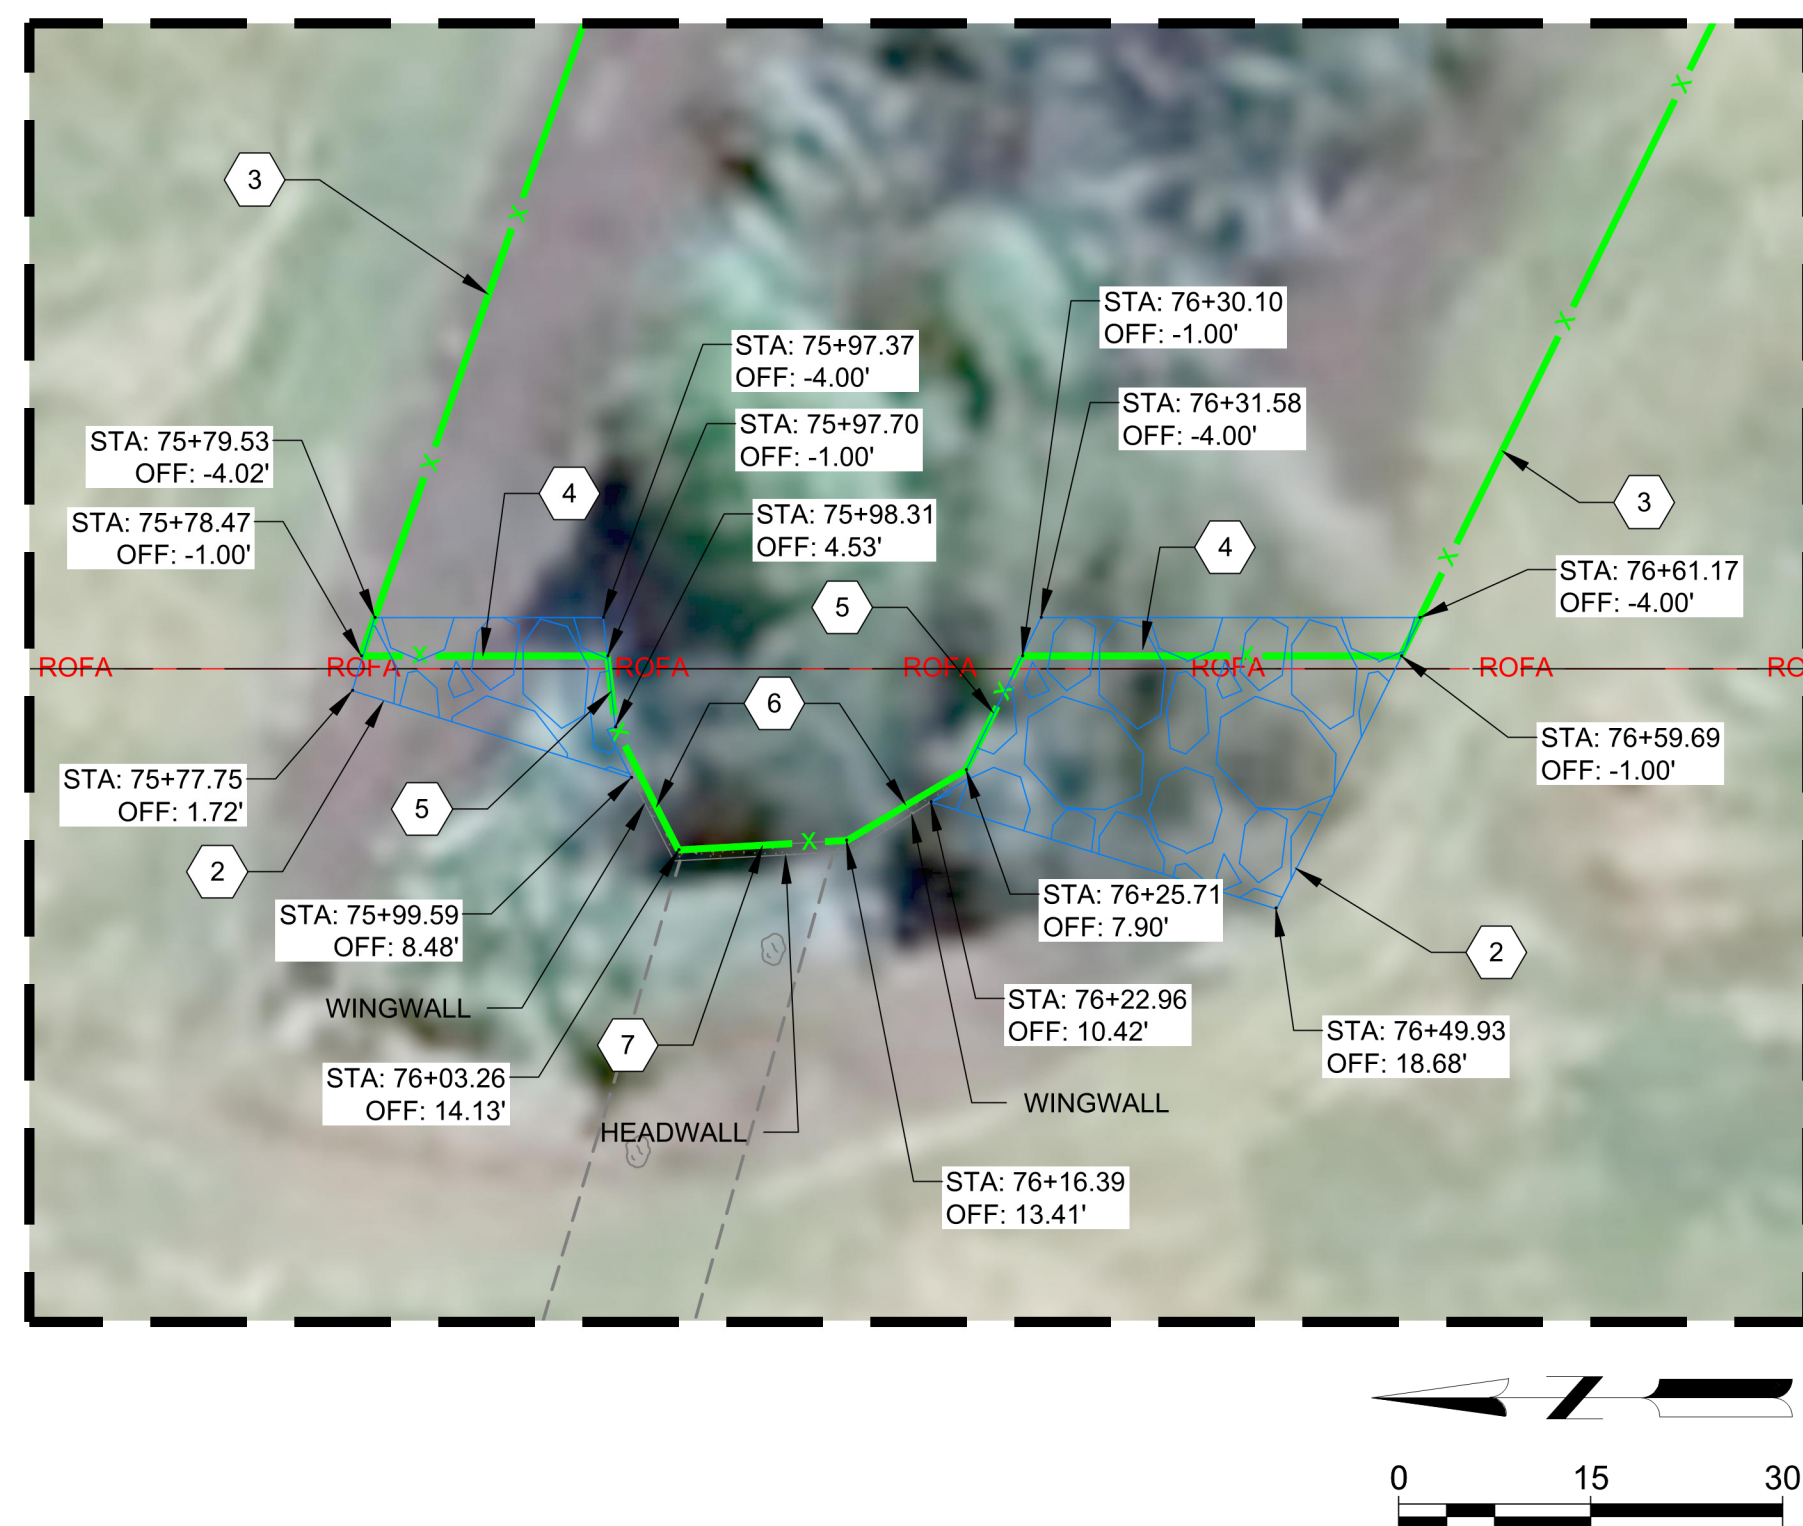 3
STA: 76+30.10
OFF: -1.00'
STA: 75+97.37
OFF: -4.00'
STA: 76+31.58
OFF: -4.00'
STA: 75+97.70
OFF: -1.00'
STA: 75+79.53
OFF: -4.02'
4
3
STA: 75+78.47
OFF: -1.00'
STA: 75+98.31
OFF: 4.53'
4
STA: 76+61.17
OFF: -4.00'
5
X
X
X
X
X
X
X
X
X
X
X
ROFA
ROFA
ROFA
ROFA
ROFA
ROFA
RO
6
STA: 76+59.69
OFF: -1.00'
STA: 75+77.75
OFF: 1.72'
5
2
STA: 76+25.71
OFF: 7.90'
STA: 75+99.59
OFF: 8.48'
2
WINGWALL
STA: 76+22.96
OFF: 10.42'
7
STA: 76+49.93
OFF: 18.68'
STA: 76+03.26
OFF: 14.13'
WINGWALL
HEADWALL
STA: 76+16.39
OFF: 13.41'
Z
0 15 30